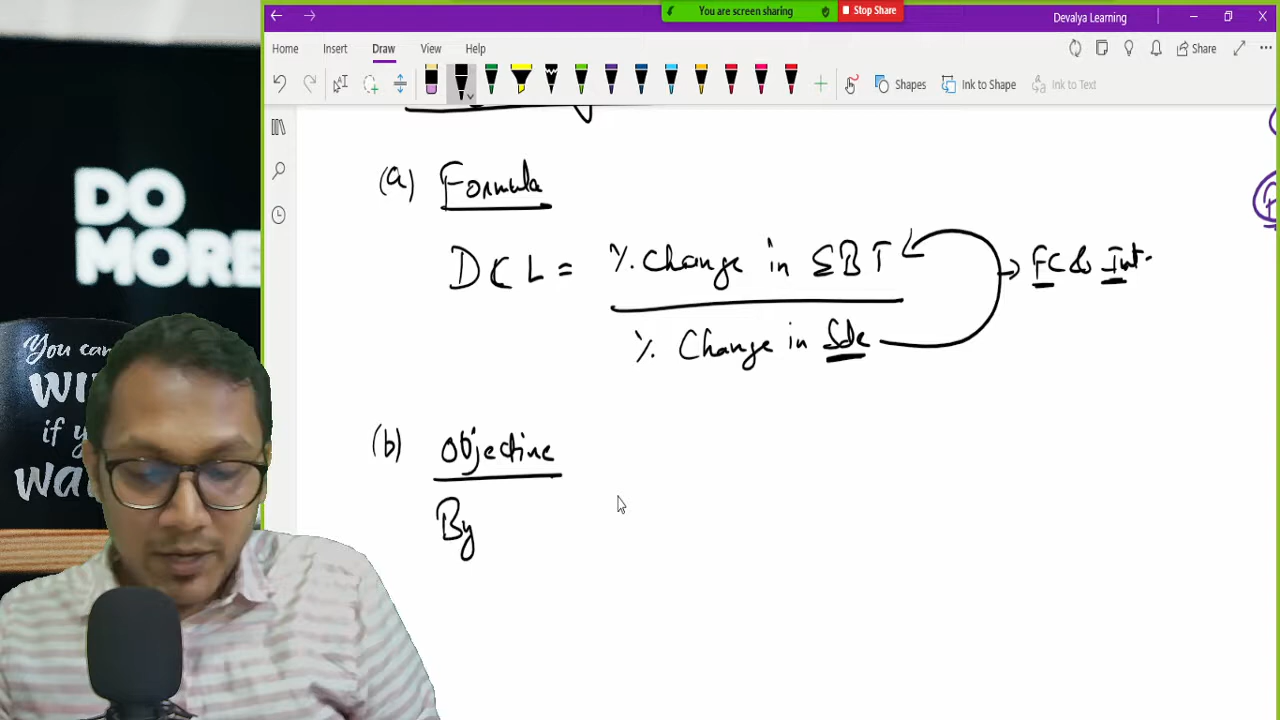 You are screen sharing
Stop Share
Devalya Learning
Home Insert Draw View Help
Share
Shapes Ink to Shape Ink to Text
DO
MORE
You can
WI
if y
wa
(a) Formula
DCL = % Change in EBT
% Change in Sale
FC & Int.
(b) Objective
By